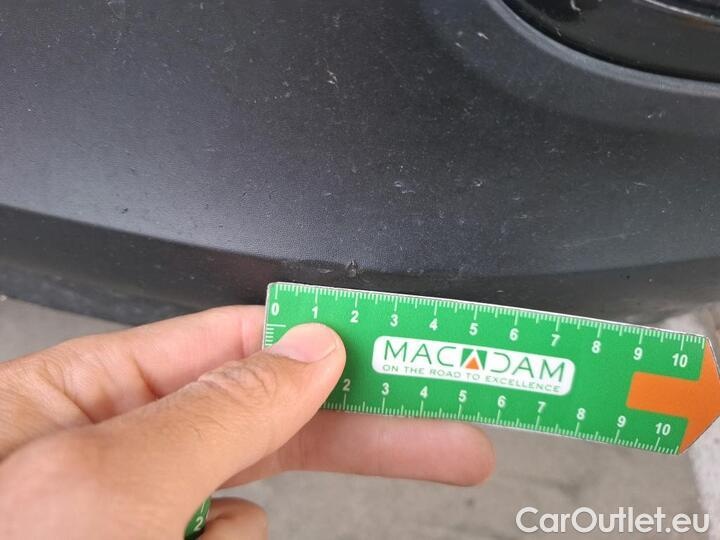 0 1 2 3 4 5 6 7 8 9 10
MACADAM
ON THE ROAD TO EXCELLENCE
2 3 4 5 6 7 8 9 10
2
CarOutlet.eu